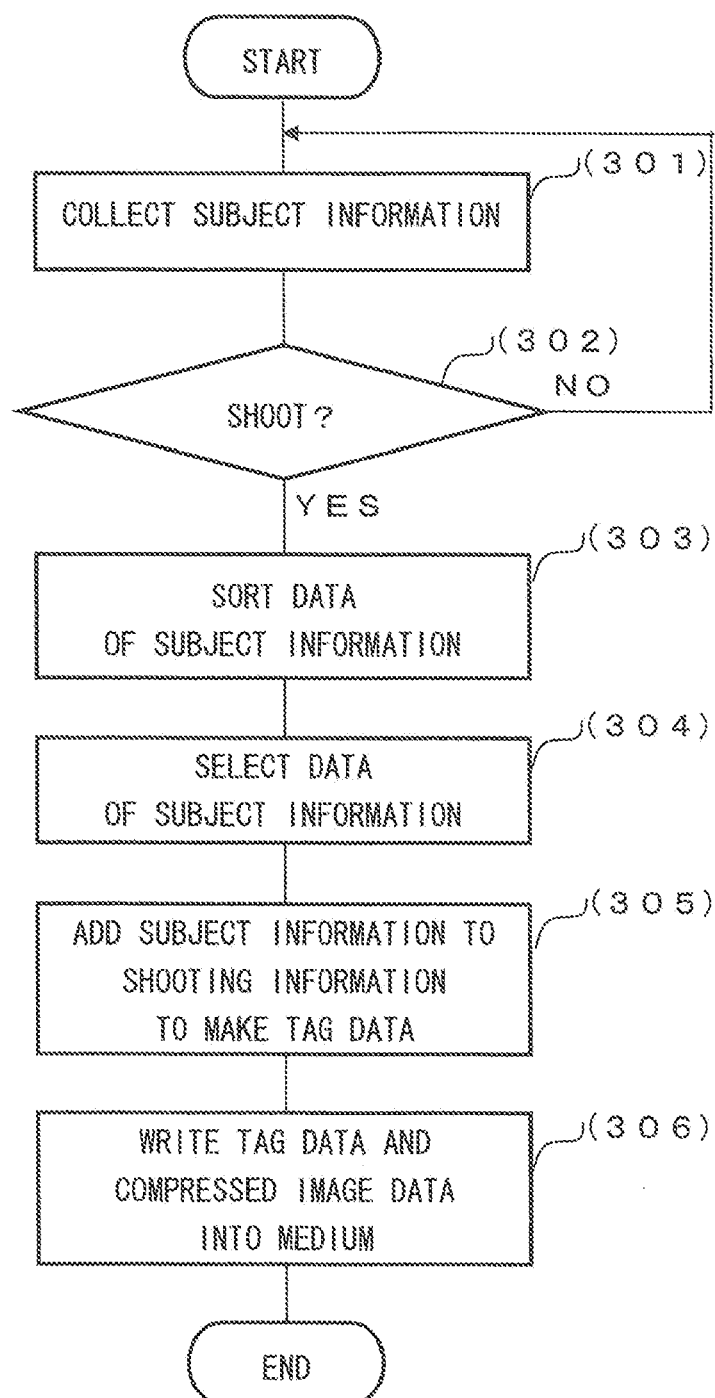 START
(301)
COLLECT SUBJECT INFORMATION
(302)
SHOOT?
NO
YES
(303)
SORT DATA
OF SUBJECT INFORMATION
(304)
SELECT DATA
OF SUBJECT INFORMATION
(305)
ADD SUBJECT INFORMATION TO
SHOOTING INFORMATION
TO MAKE TAG DATA
(306)
WRITE TAG DATA AND
COMPRESSED IMAGE DATA
INTO MEDIUM
END